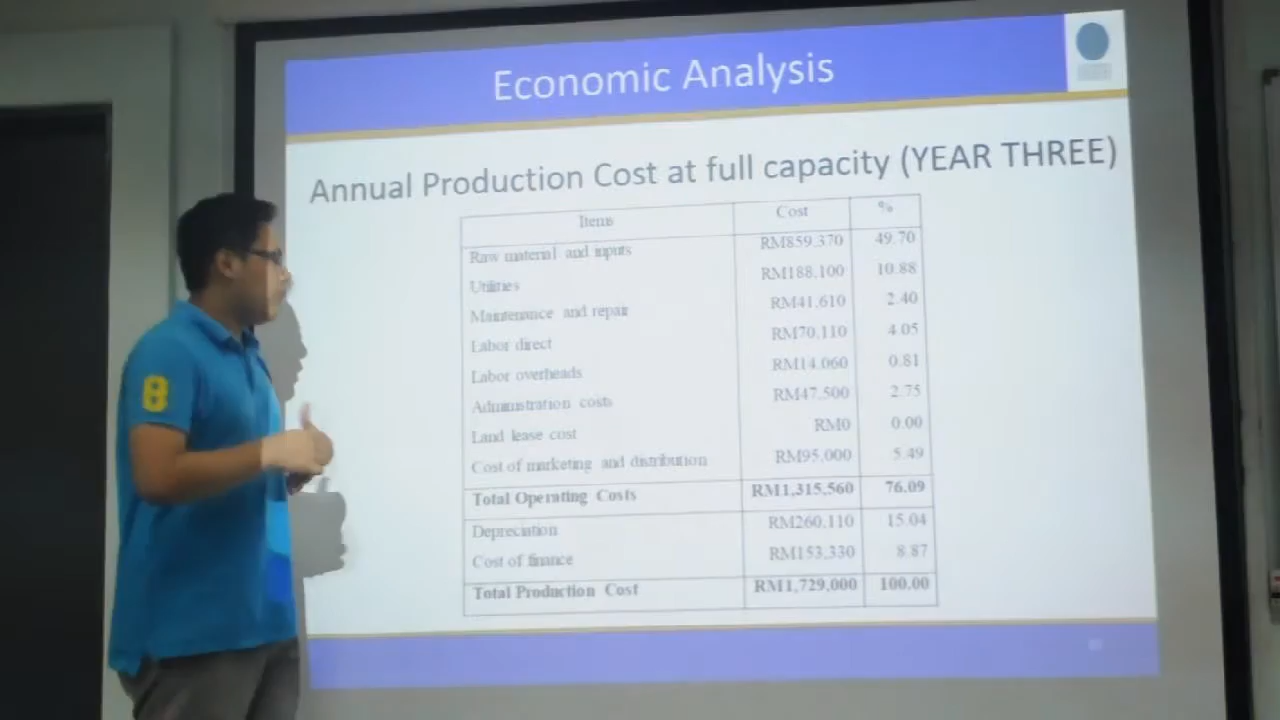 Economic Analysis
Annual Production Cost at full capacity (YEAR THREE)
Items Cost %
Raw material and inputs RM859,370 49.70
Utilities RM188,100 10.88
Maintenance and repair RM41,610 2.40
Labor direct RM70,110 4.05
Labor overheads RM14,060 0.81
Administration costs RM47,500 2.75
Land lease cost RM0 0.00
Cost of marketing and distribution RM95,000 5.49
Total Operating Costs RM1,315,560 76.09
Depreciation RM260,110 15.04
Cost of finance RM153,330 8.87
Total Production Cost RM1,729,000 100.00
8